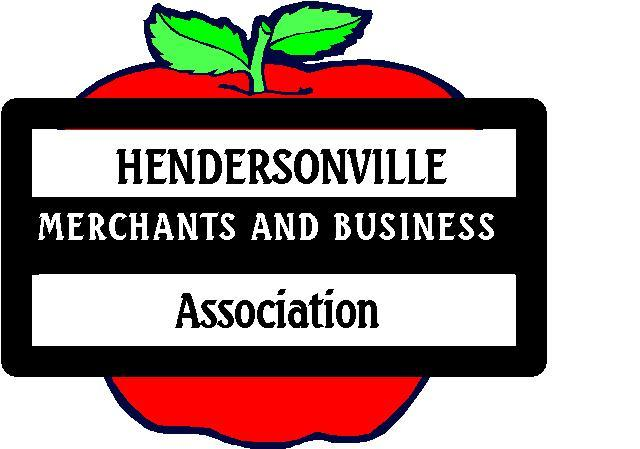 HENDERSONVILLE
MERCHANTS AND BUSINESS
Association